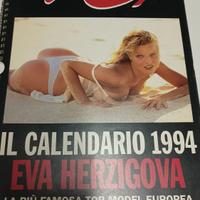 IL CALENDARIO 1994
EVA HERZIGOVA
LA PIÙ FAMOSA TOP MODEL EUROPEA